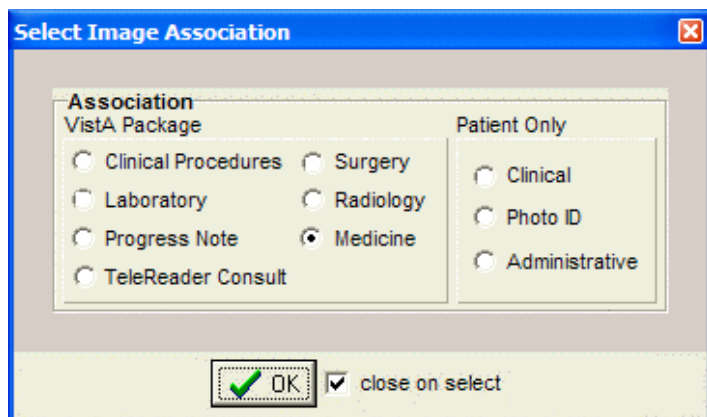 Select Image Association
Association
VistA Package
Patient Only
Clinical Procedures
Surgery
Laboratory
Radiology
Progress Note
Medicine
TeleReader Consult
Clinical
Photo ID
Administrative
OK
close on select